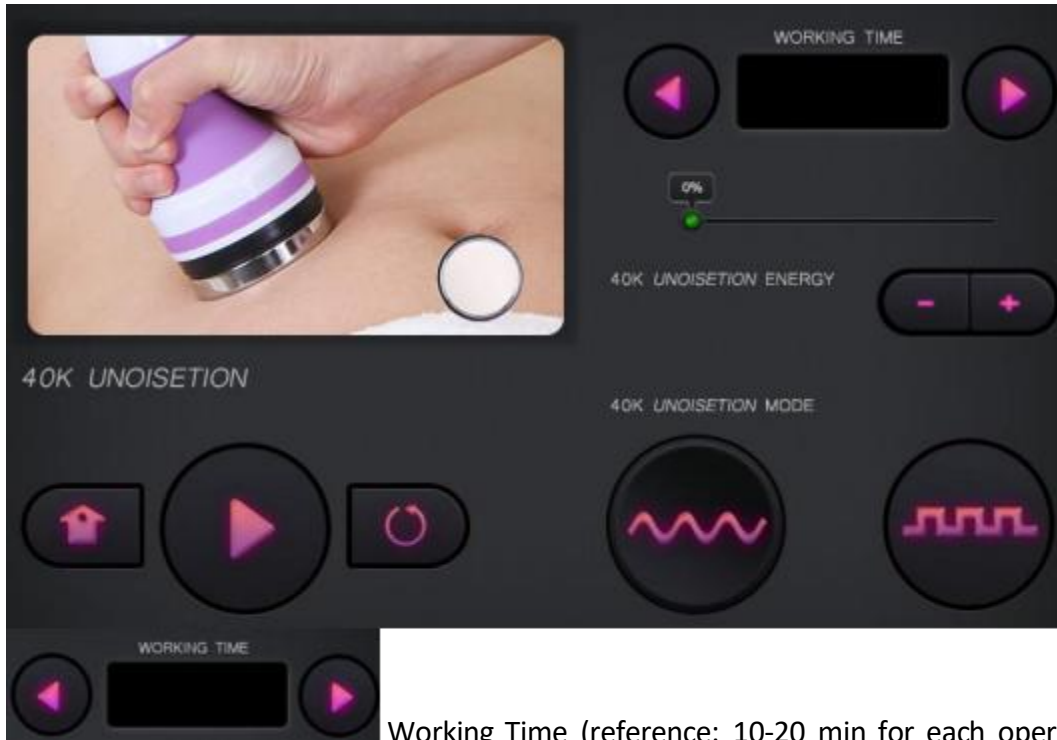 WORKING TIME
0%
40K UNOISETION ENERGY
40K UNOISETION
40K UNOISETION MODE
WORKING TIME
Working Time (reference: 10-20 min for each oper